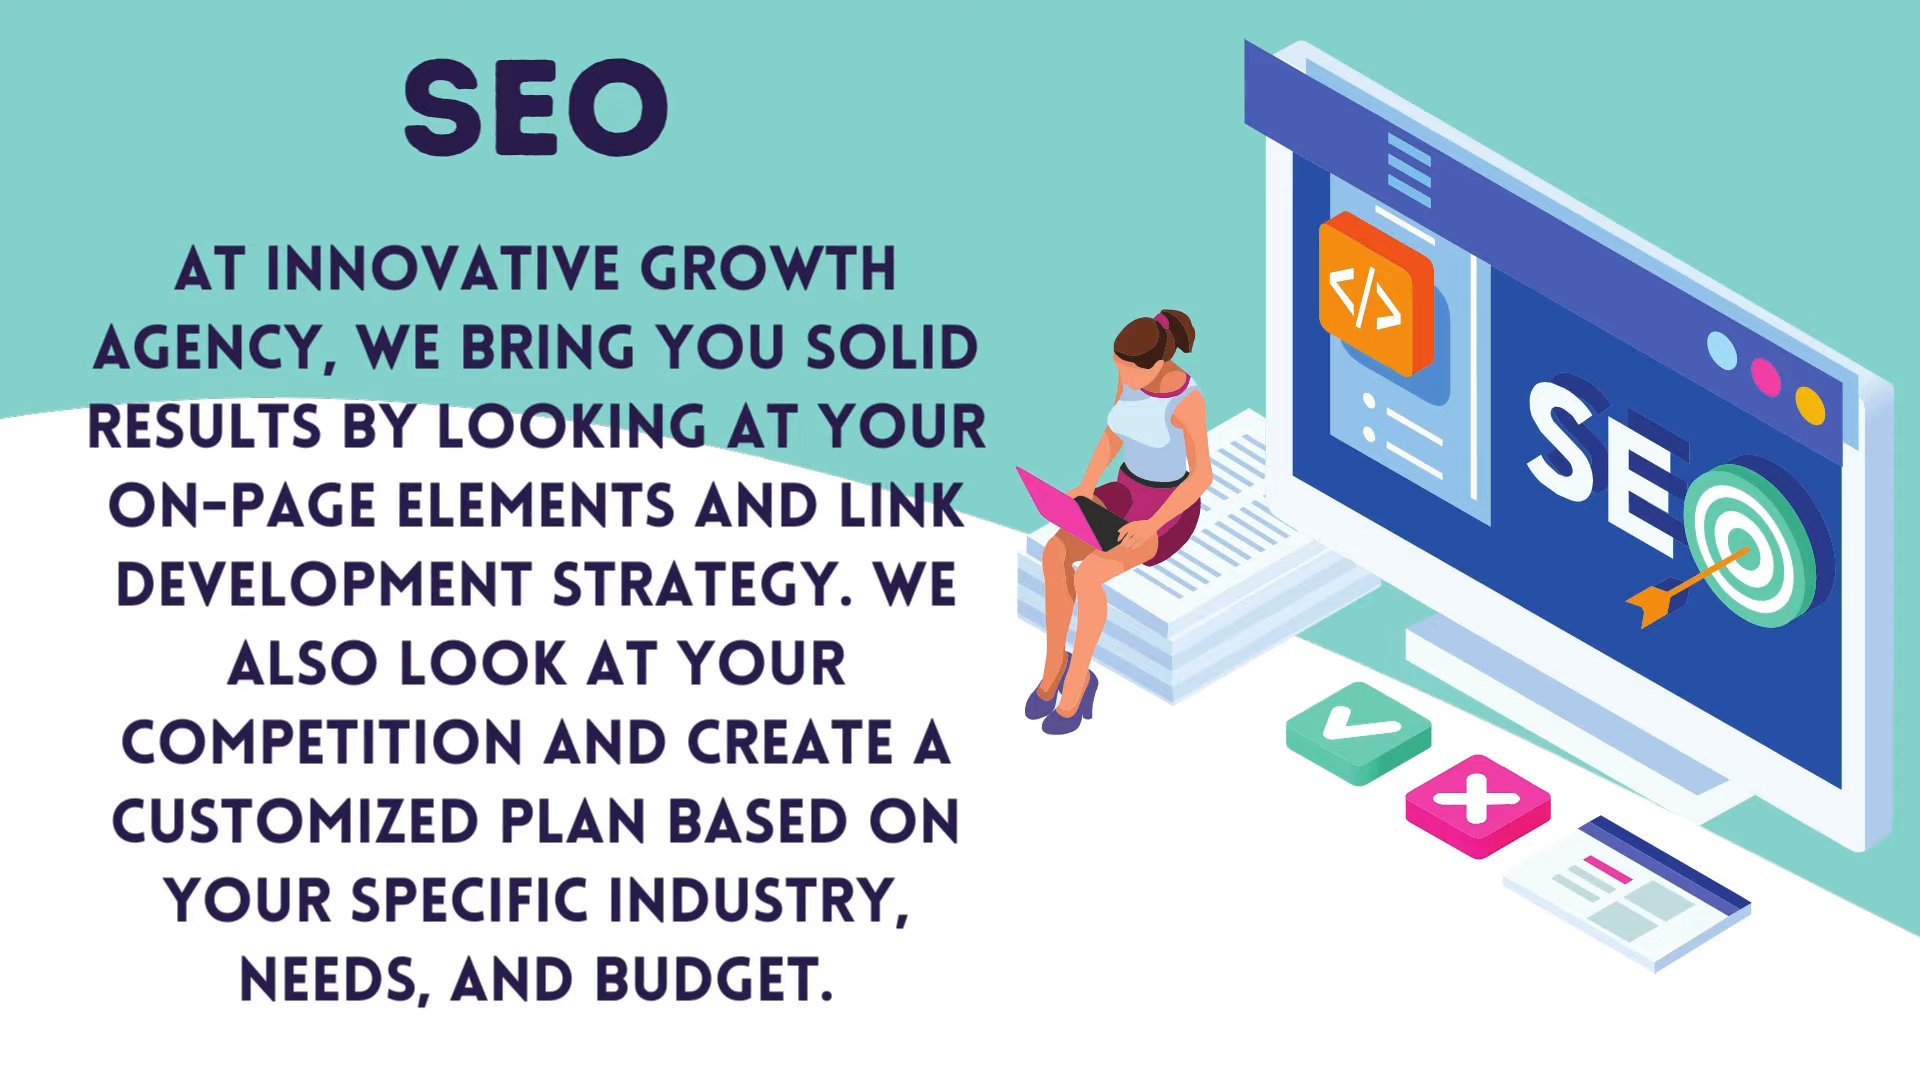 SEO
AT INNOVATIVE GROWTH
AGENCY, WE BRING YOU SOLID
RESULTS BY LOOKING AT YOUR
ON-PAGE ELEMENTS AND LINK
DEVELOPMENT STRATEGY. WE
ALSO LOOK AT YOUR
COMPETITION AND CREATE A
CUSTOMIZED PLAN BASED ON
YOUR SPECIFIC INDUSTRY,
NEEDS, AND BUDGET.
</>
SE